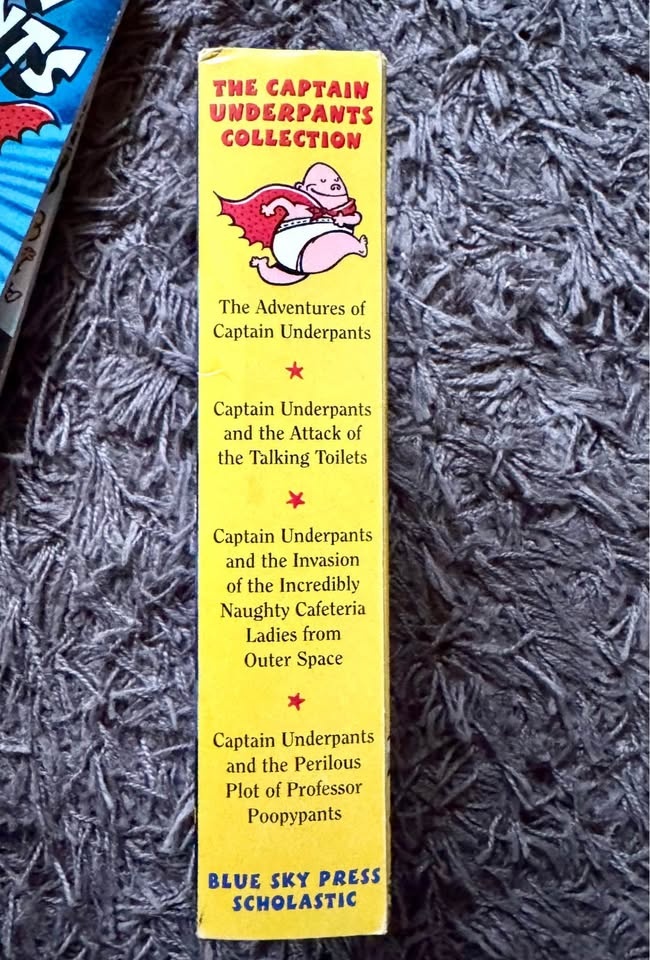 THE CAPTAIN
UNDERPANTS
COLLECTION
The Adventures of
Captain Underpants
Captain Underpants
and the Attack of
the Talking Toilets
Captain Underpants
and the Invasion
of the Incredibly
Naughty Cafeteria
Ladies from
Outer Space
Captain Underpants
and the Perilous
Plot of Professor
Poopypants
BLUE SKY PRESS
SCHOLASTIC